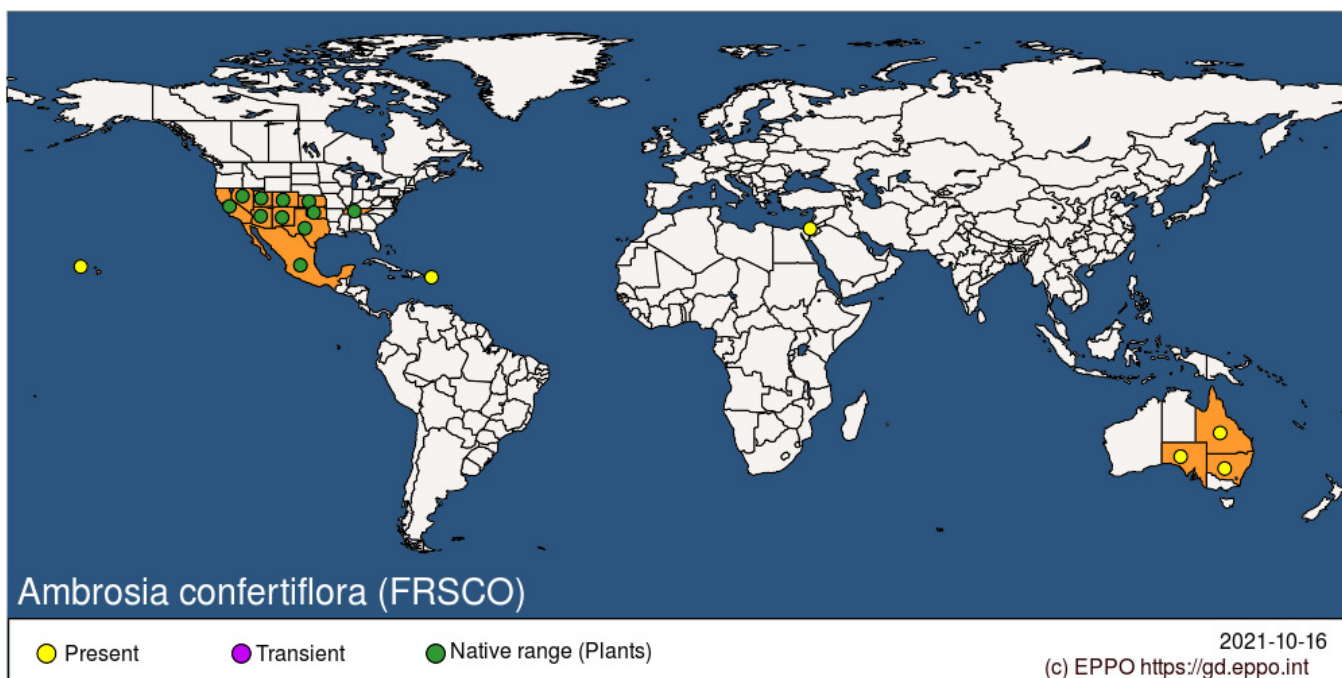 Ambrosia confertiflora (FRSCO)
Present
Transient
Native range (Plants)
2021-10-16
(c) EPPO https://gd.eppo.int